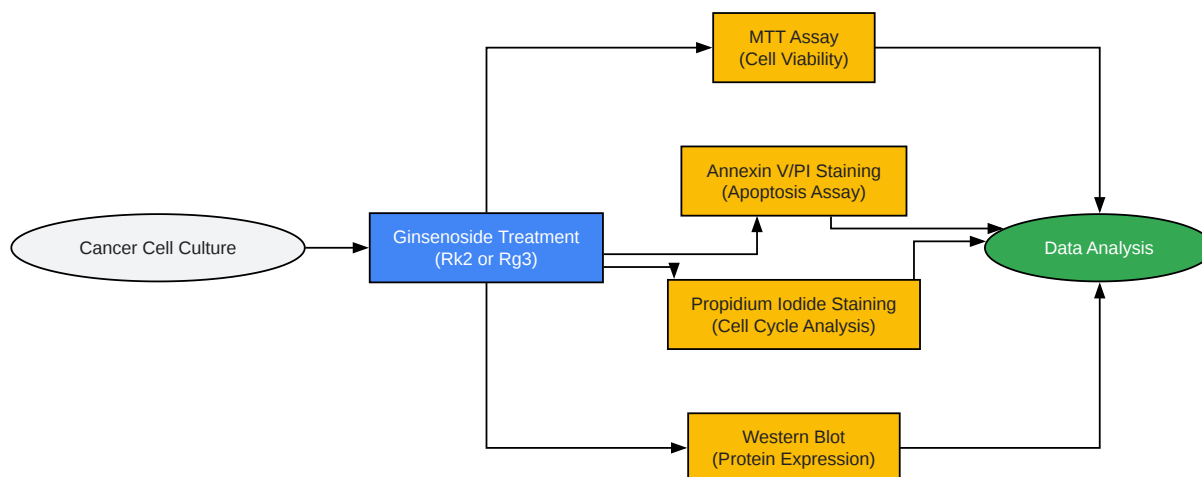 MTT Assay
(Cell Viability)
Annexin V/PI Staining
(Apoptosis Assay)
Cancer Cell Culture
Ginsenoside Treatment
(Rk2 or Rg3)
Data Analysis
Propidium Iodide Staining
(Cell Cycle Analysis)
Western Blot
(Protein Expression)